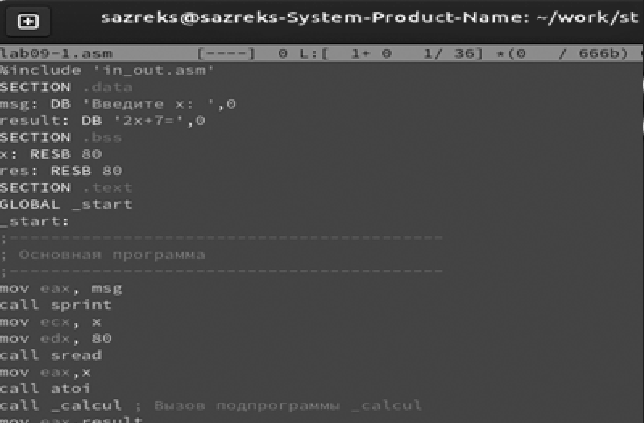 sazreks@sazreks-System-Product-Name: ~/work/st
lab09-1.asm [----] 0 L:[ 1+ 0 1/ 36] *(0 / 666b)
%include 'in_out.asm'
SECTION .data
msg: DB 'Введите x: ',0
result: DB '2x+7=',0
SECTION .bss
x: RESB 80
res: RESB 80
SECTION .text
GLOBAL _start
_start:
;------------------------------------------
; Основная программа
;------------------------------------------
mov eax, msg
call sprint
mov ecx, x
mov edx, 80
call sread
mov eax,x
call atoi
call _calcul ; Вызов подпрограммы _calcul
mov eax,result